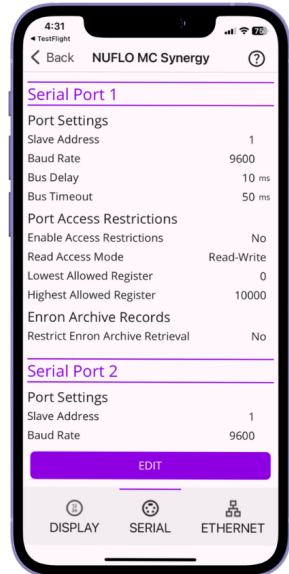 4:31
◀ TestFlight
Back NUFLO MC Synergy ?
Serial Port 1
Port Settings
Slave Address 1
Baud Rate 9600
Bus Delay 10 ms
Bus Timeout 50 ms
Port Access Restrictions
Enable Access Restrictions No
Read Access Mode Read-Write
Lowest Allowed Register 0
Highest Allowed Register 10000
Enron Archive Records
Restrict Enron Archive Retrieval No
Serial Port 2
Port Settings
Slave Address 1
Baud Rate 9600
EDIT
DISPLAY SERIAL ETHERNET